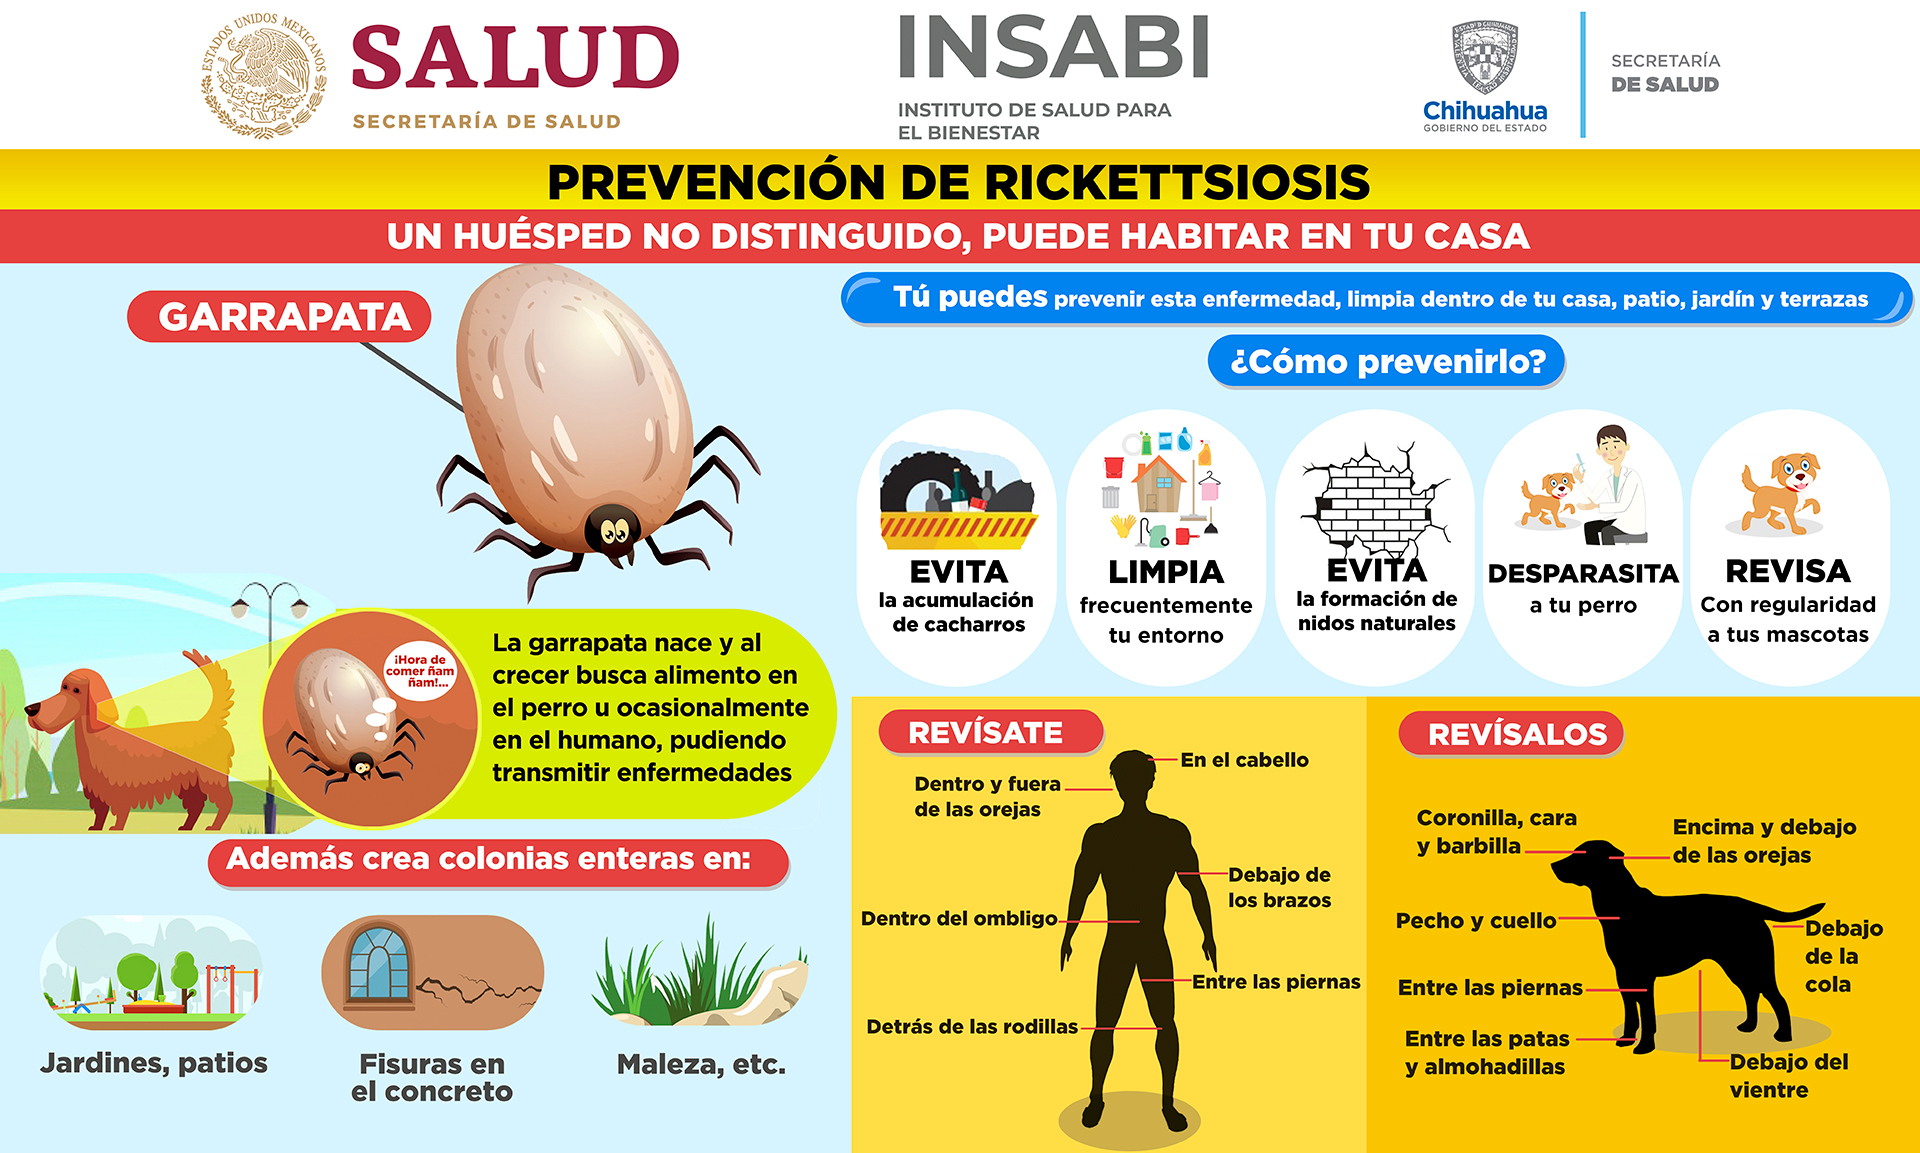 ESTADOS UNIDOS MEXICANOS
SALUD
SECRETARÍA DE SALUD
INSABI
INSTITUTO DE SALUD PARA
EL BIENESTAR
Chihuahua
GOBIERNO DEL ESTADO
SECRETARÍA
DE SALUD
PREVENCIÓN DE RICKETTSIOSIS
UN HUÉSPED NO DISTINGUIDO, PUEDE HABITAR EN TU CASA
GARRAPATA
¡Hora de
comer ñam
ñam!...
La garrapata nace y al
crecer busca alimento en
el perro u ocasionalmente
en el humano, pudiendo
transmitir enfermedades
Además crea colonias enteras en:
Jardines, patios
Fisuras en
el concreto
Maleza, etc.
Tú puedes prevenir esta enfermedad, limpia dentro de tu casa, patio, jardín y terrazas
¿Cómo prevenirlo?
EVITA
la acumulación
de cacharros
LIMPIA
frecuentemente
tu entorno
EVITA
la formación de
nidos naturales
DESPARASITA
a tu perro
REVISA
Con regularidad
a tus mascotas
REVÍSATE
En el cabello
Dentro y fuera
de las orejas
Debajo de
los brazos
Dentro del ombligo
Entre las piernas
Detrás de las rodillas
REVÍSALOS
Coronilla, cara
y barbilla
Encima y debajo
de las orejas
Pecho y cuello
Debajo
de la
cola
Entre las piernas
Entre las patas
y almohadillas
Debajo del
vientre